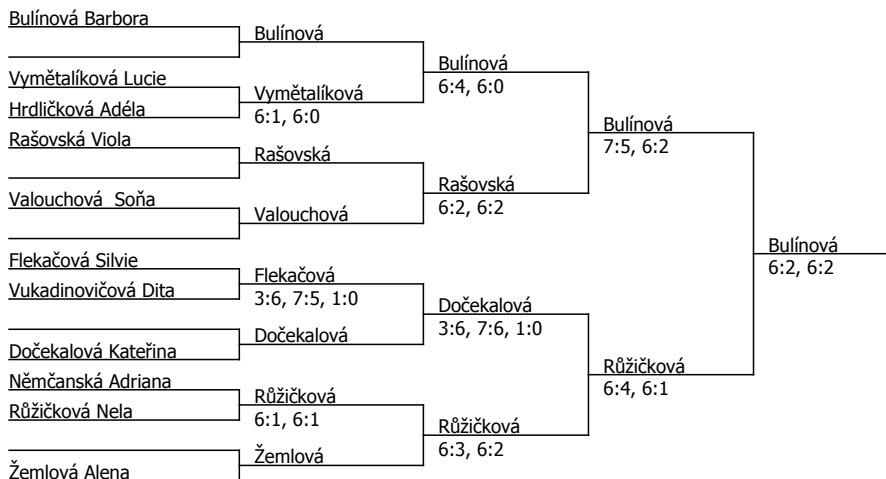 Bulínová Barbora
Bulínová
Bulínová
6:4, 6:0
Vymětalíková Lucie
Vymětalíková
6:1, 6:0
Hrdličková Adéla
Bulínová
7:5, 6:2
Rašovská Viola
Rašovská
Rašovská
6:2, 6:2
Valouchová  Soňa
Valouchová
Bulínová
6:2, 6:2
Flekačová Silvie
Flekačová
3:6, 7:5, 1:0
Vukadinovičová Dita
Dočekalová
3:6, 7:6, 1:0
Dočekalová
Dočekalová Kateřina
Růžičková
6:4, 6:1
Němčanská Adriana
Růžičková
6:1, 6:1
Růžičková Nela
Růžičková
6:3, 6:2
Žemlová
Žemlová Alena